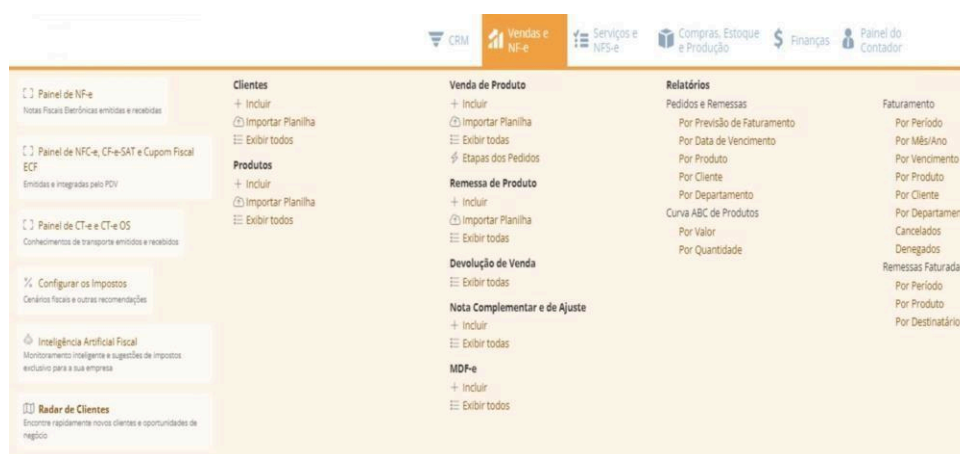 CRM
Vendas e
NF-e
Serviços e
NFS-e
Compras, Estoque
e Produção
Finanças
Painel do
Contador
Painel de NF-e
Notas Fiscais Eletrônicas emitidas e recebidas
Painel de NFC-e, CF-e-SAT e Cupom Fiscal
ECF
Emitidas e integradas pelo PDV
Painel de CT-e e CT-e OS
Conhecimentos de transporte emitidos e recebidos
Configurar os Impostos
Cenários fiscais e outras recomendações
Inteligência Artificial Fiscal
Monitoramento inteligente e sugestões de impostos
exclusivo para a sua empresa
Radar de Clientes
Encontre rapidamente novos clientes e oportunidades de
negócio
Clientes
+ Incluir
Importar Planilha
Exibir todos
Produtos
+ Incluir
Importar Planilha
Exibir todos
Venda de Produto
+ Incluir
Importar Planilha
Exibir todas
Etapas dos Pedidos
Remessa de Produto
+ Incluir
Importar Planilha
Exibir todas
Devolução de Venda
Exibir todas
Nota Complementar e de Ajuste
+ Incluir
Exibir todas
MDF-e
+ Incluir
Exibir todos
Relatórios
Pedidos e Remessas
Por Previsão de Faturamento
Por Data de Vencimento
Por Produto
Por Cliente
Por Departamento
Curva ABC de Produtos
Por Valor
Por Quantidade
Faturamento
Por Período
Por Mês/Ano
Por Vencimento
Por Produto
Por Cliente
Por Departamen
Cancelados
Denegados
Remessas Faturada
Por Período
Por Produto
Por Destinatário